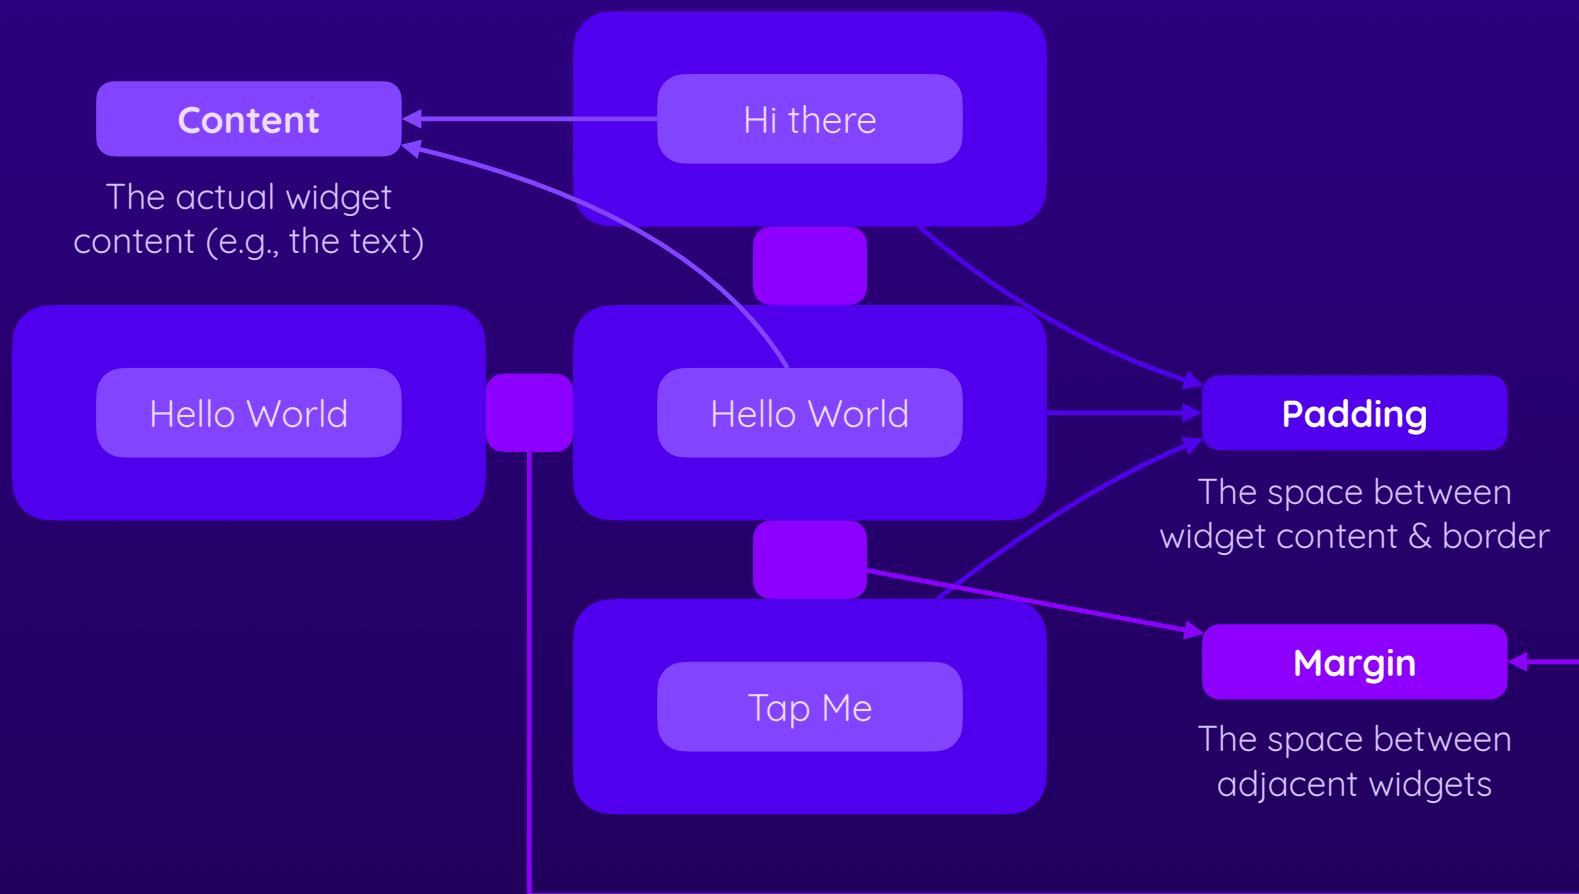 Hi there
Content
The actual widget
content (e.g., the text)
Hello World
Hello World
Padding
The space between
widget content & border
Margin
Tap Me
The space between
adjacent widgets